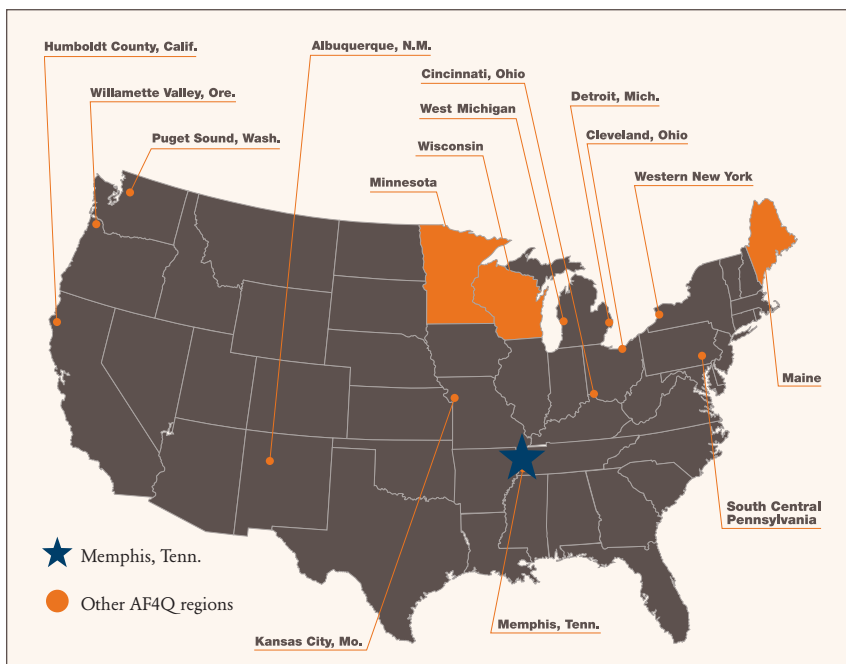 Humboldt County, Calif.
Albuquerque, N.M.
Cincinnati, Ohio
Willamette Valley, Ore.
Detroit, Mich.
West Michigan
Puget Sound, Wash.
Cleveland, Ohio
Wisconsin
Western New York
Minnesota
Maine
South Central
Pennsylvania
Memphis, Tenn.
Other AF4Q regions
Memphis, Tenn.
Kansas City, Mo.